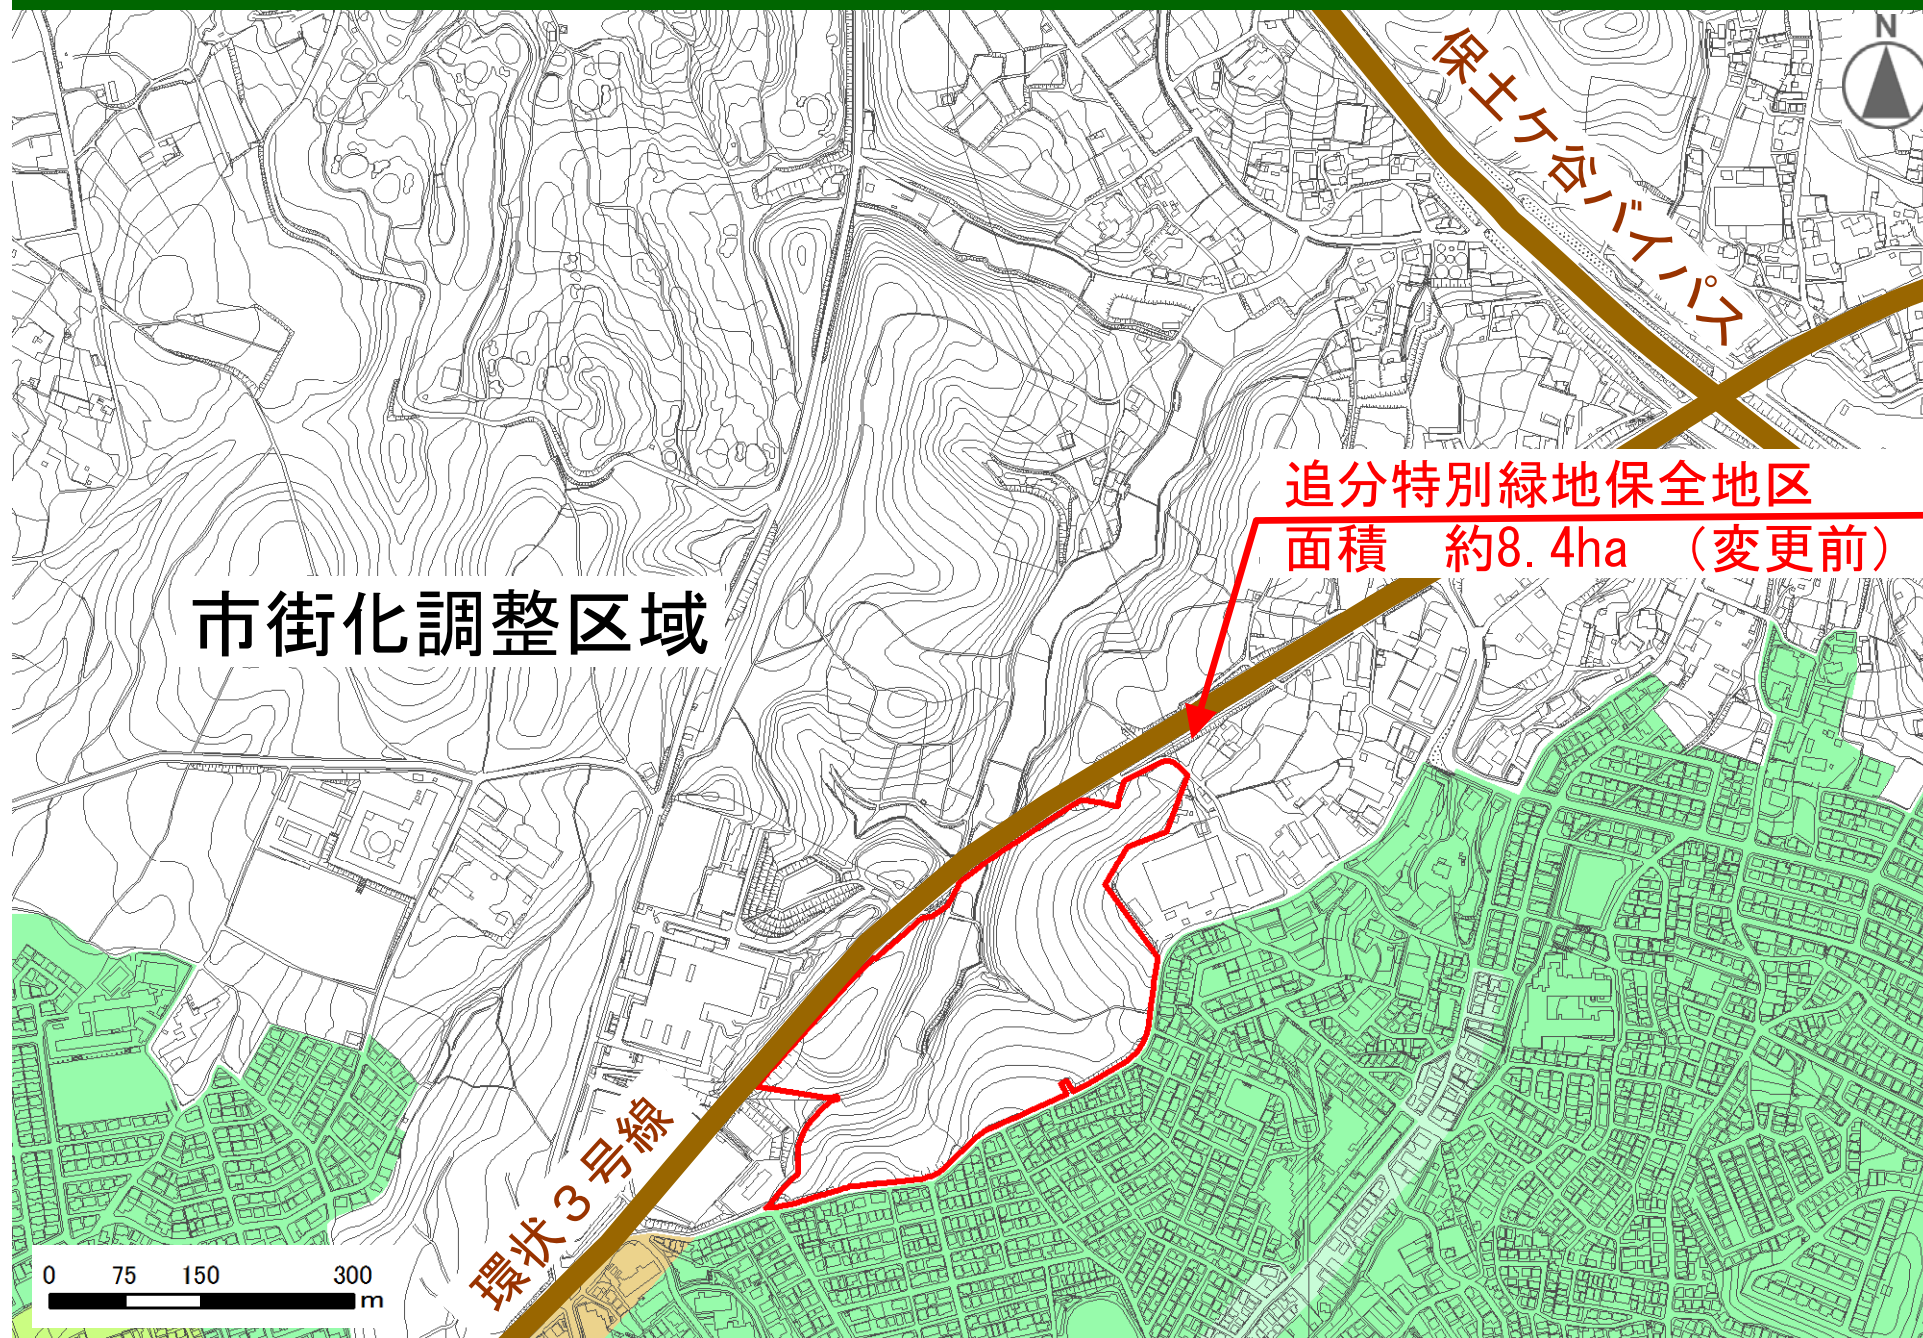 N
保土ケ谷バイパス
追分特別緑地保全地区
面積　約8.4ha　（変更前）
市街化調整区域
環状３号線
0 75 150 300
m